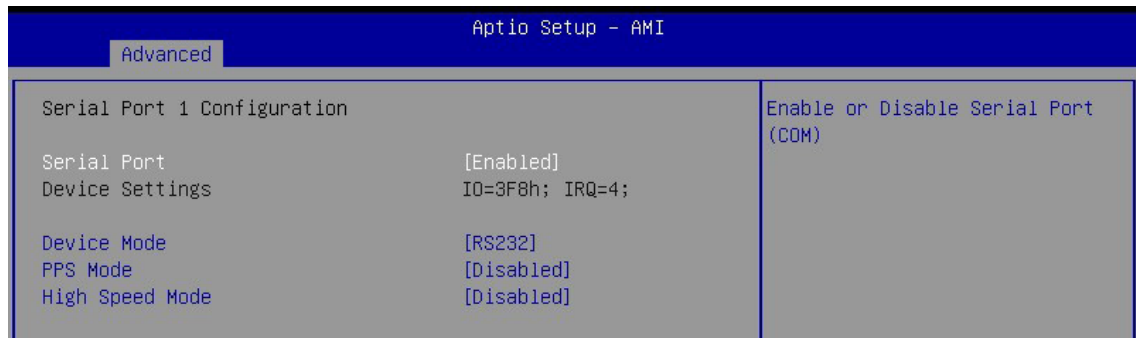 Aptio Setup – AMI
Advanced
Serial Port 1 Configuration
Enable or Disable Serial Port
(COM)
Serial Port [Enabled]
Device Settings IO=3F8h; IRQ=4;
Device Mode [RS232]
PPS Mode [Disabled]
High Speed Mode [Disabled]